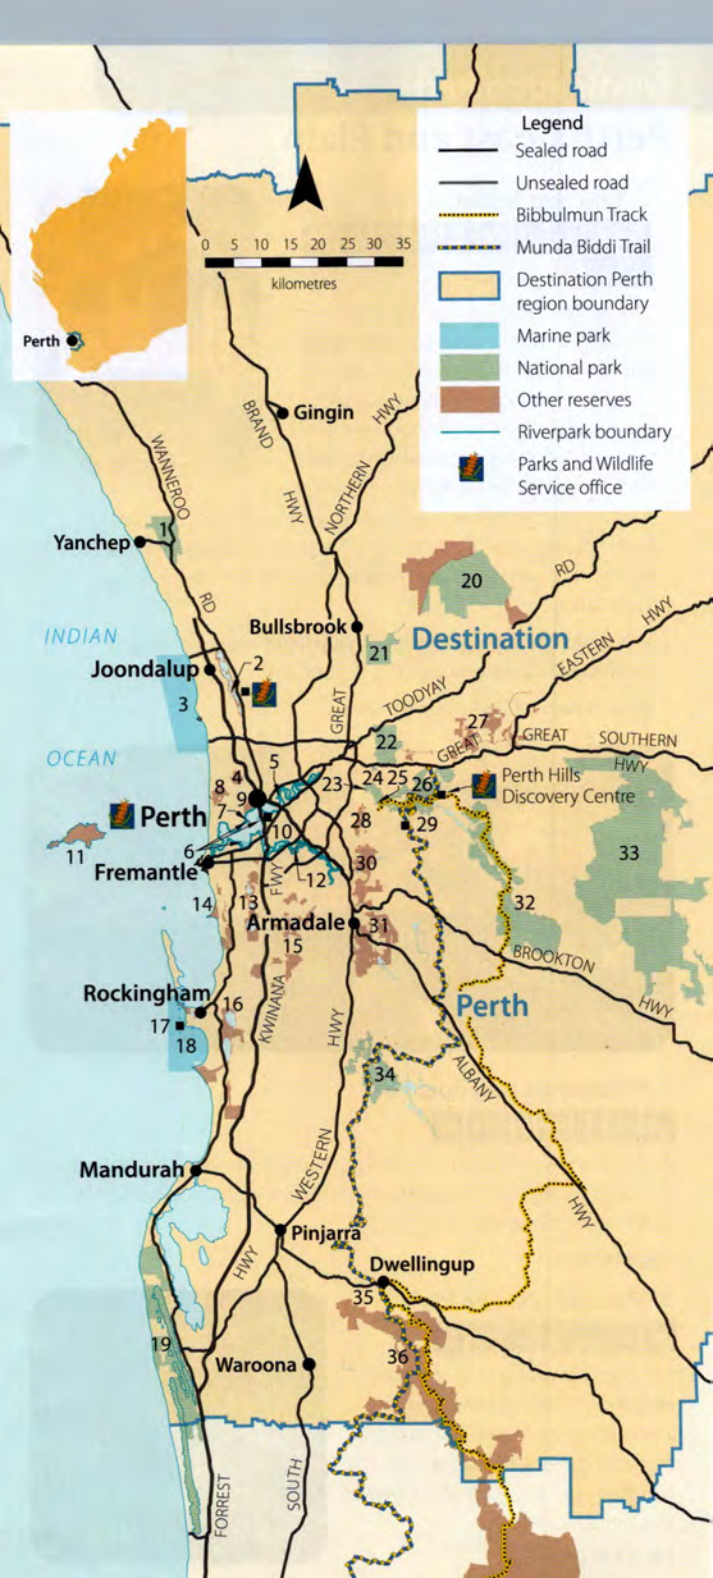 Legend
Sealed road
Unsealed road
Bibbulmun Track
Munda Biddi Trail
Destination Perth
region boundary
Marine park
National park
Other reserves
Riverpark boundary
Parks and Wildlife
Service office
0 5 10 15 20 25 30 35
kilometres
Perth
Gingin
BRAND
HWY
NORTHERN
HWY
WANNEROO
RD
Yanchep
1
20
RD
HWY
EASTERN
Bullsbrook
Destination
21
INDIAN
Joondalup
2
TOODYAY
3
GREAT
27
22
GREAT
GREAT
SOUTHERN
HWY
OCEAN
5
4
8
9
23
24
25
26
Perth Hills
Discovery Centre
7
Perth
10
28
29
6
11
33
Fremantle
12
30
FWY
14
13
32
Armadale
31
15
BROOKTON
HWY
Rockingham
16
KWINANA
Perth
17
18
HWY
34
ALBANY
HWY
Mandurah
WESTERN
Pinjarra
HWY
Dwellingup
35
19
36
Waroona
FORREST
SOUTH